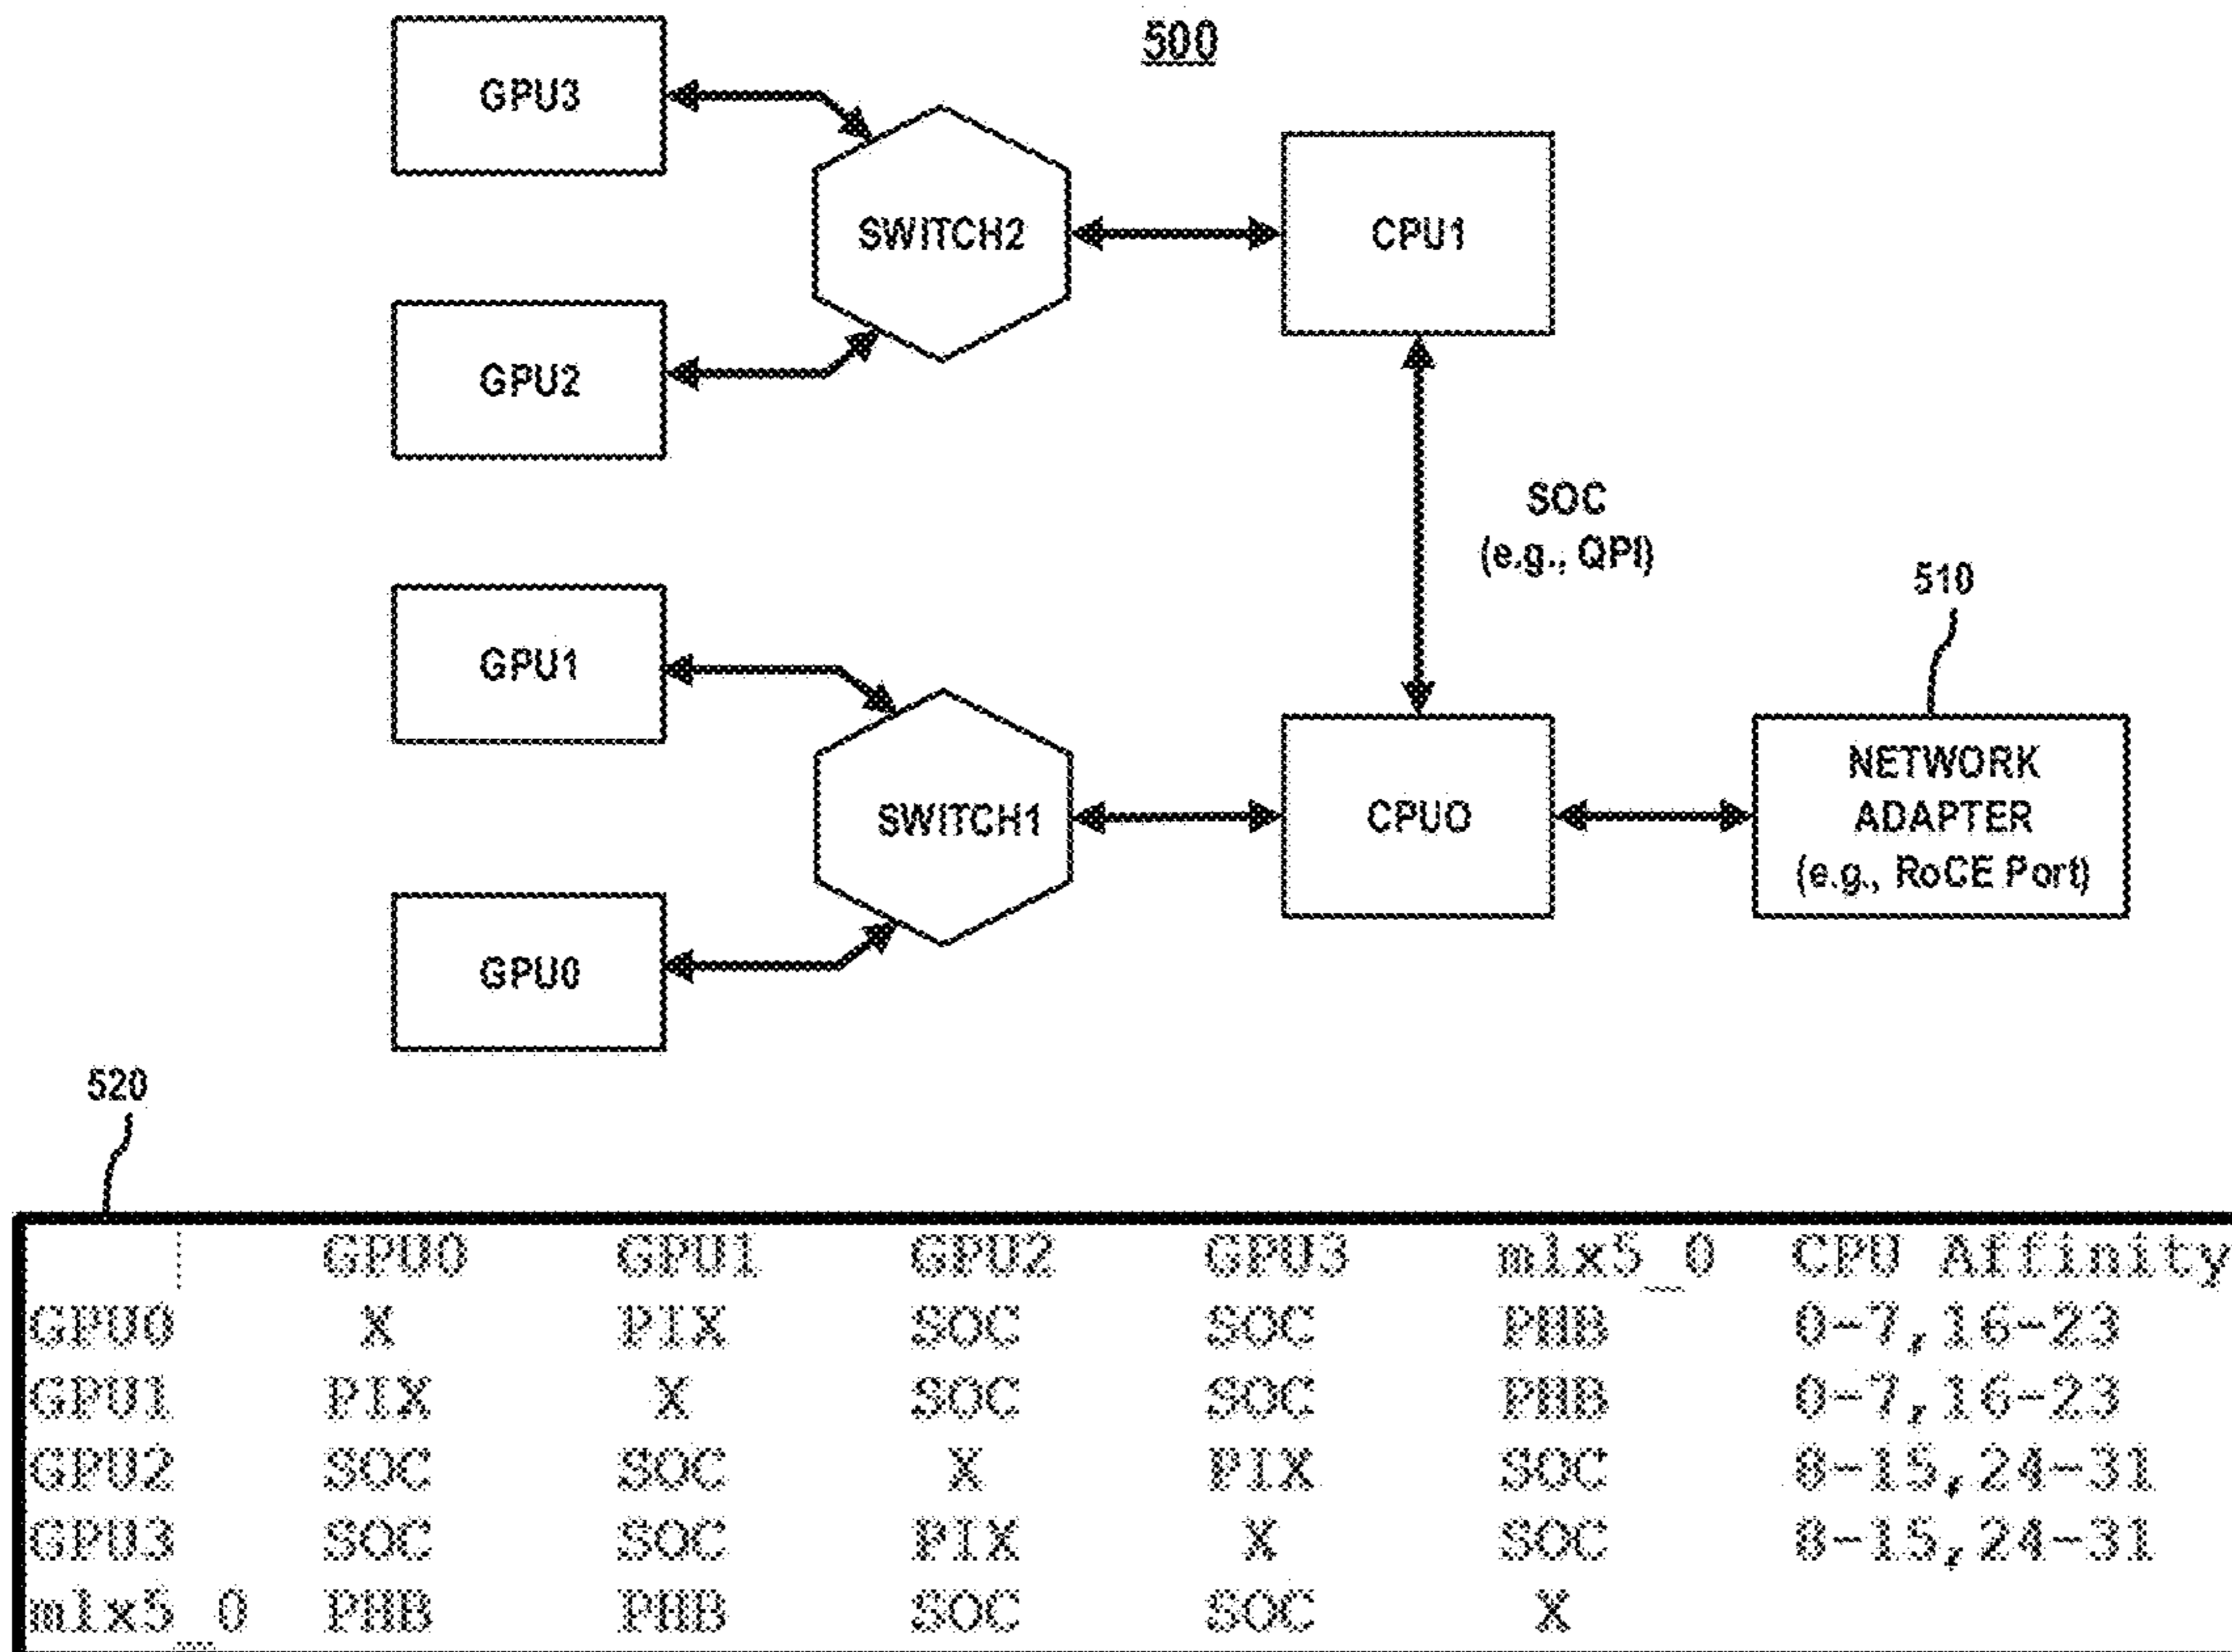 500
GPU3
SWITCH2
CPU1
GPU2
SOC
(e.g., QPI)
510
GPU1
SWITCH1
CPUO
NETWORK
ADAPTER
(e.g., RoCE Port)
GPU0
520
GPU0 GPU1 GPU2 GPU3 mlx5_0 CPU Affinity
GPU0 X PIX SOC SOC PHB 0-7,16-23
GPU1 PIX X SOC SOC PHB 0-7,16-23
GPU2 SOC SOC X PIX SOC 8-15,24-31
GPU3 SOC SOC PIX X SOC 8-15,24-31
mlx5_0 PHB PHB SOC SOC X